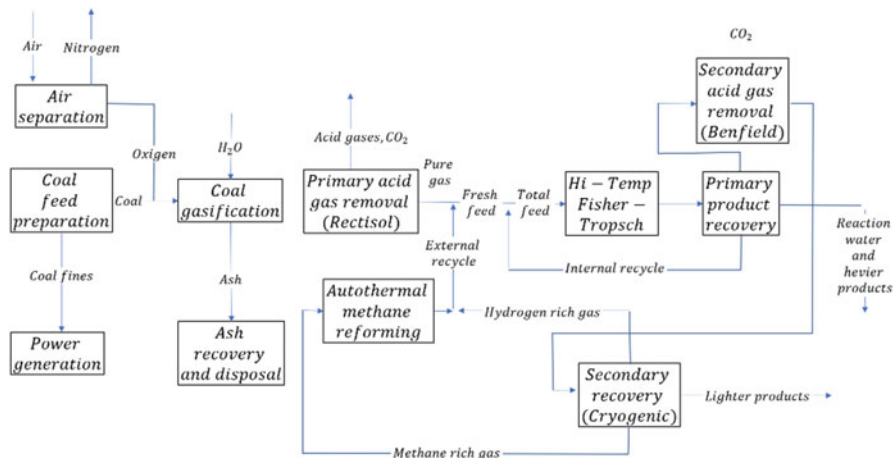 Air
Nitrogen
CO₂
Air
separation
Secondary
acid gas
removal
(Benfield)
Oxigen
H₂O
Acid gases, CO₂
Pure
gas
Coal
feed
preparation
Coal
Coal
gasification
Primary acid
gas removal
(Rectisol)
Fresh
feed
Total
feed
Hi − Temp
Fisher −
Tropsch
Primary
product
recovery
Reaction
water
and
hevier
products
External
recycle
Internal recycle
Coal fines
Ash
Autothermal
methane
reforming
Hydrogen rich gas
Power
generation
Ash
recovery
and disposal
Secondary
recovery
(Cryogenic)
Lighter products
Methane rich gas